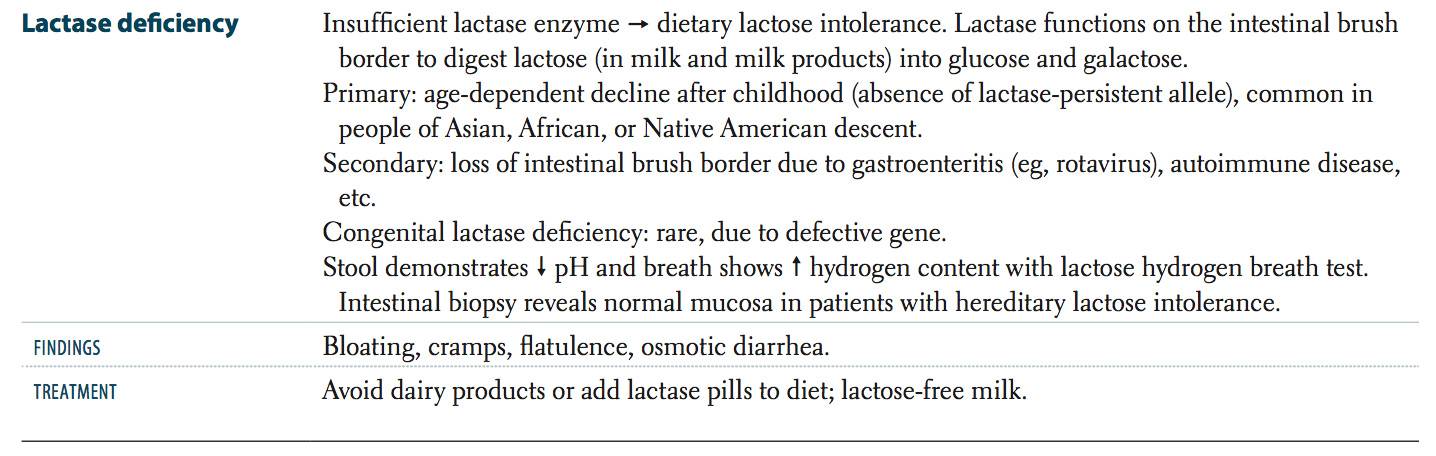 Lactase deficiency
Insufficient lactase enzyme → dietary lactose intolerance. Lactase functions on the intestinal brush
border to digest lactose (in milk and milk products) into glucose and galactose.
Primary: age-dependent decline after childhood (absence of lactase-persistent allele), common in
people of Asian, African, or Native American descent.
Secondary: loss of intestinal brush border due to gastroenteritis (eg, rotavirus), autoimmune disease,
etc.
Congenital lactase deficiency: rare, due to defective gene.
Stool demonstrates ↓ pH and breath shows ↑ hydrogen content with lactose hydrogen breath test.
Intestinal biopsy reveals normal mucosa in patients with hereditary lactose intolerance.
FINDINGS
Bloating, cramps, flatulence, osmotic diarrhea.
TREATMENT
Avoid dairy products or add lactase pills to diet; lactose-free milk.